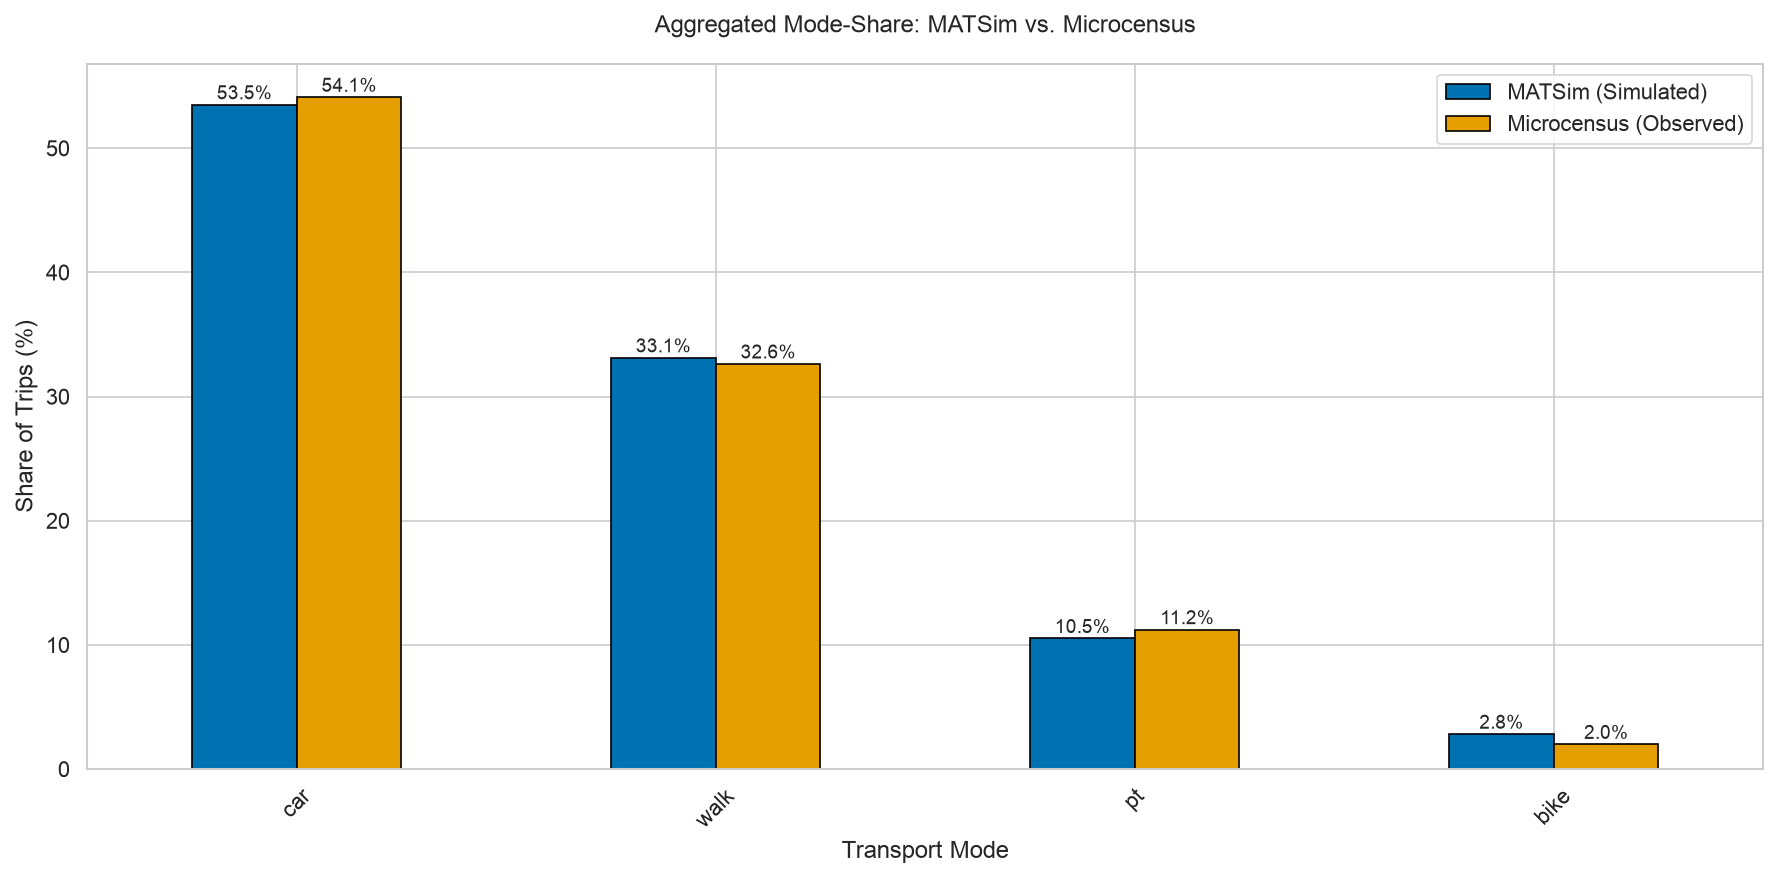 Aggregated Mode-Share: MATSim vs. Microcensus
MATSim (Simulated)
Microcensus (Observed)
Share of Trips (%)
50
40
30
20
10
0
53.5%
54.1%
33.1%
32.6%
10.5%
11.2%
2.8%
2.0%
car
walk
pt
bike
Transport Mode